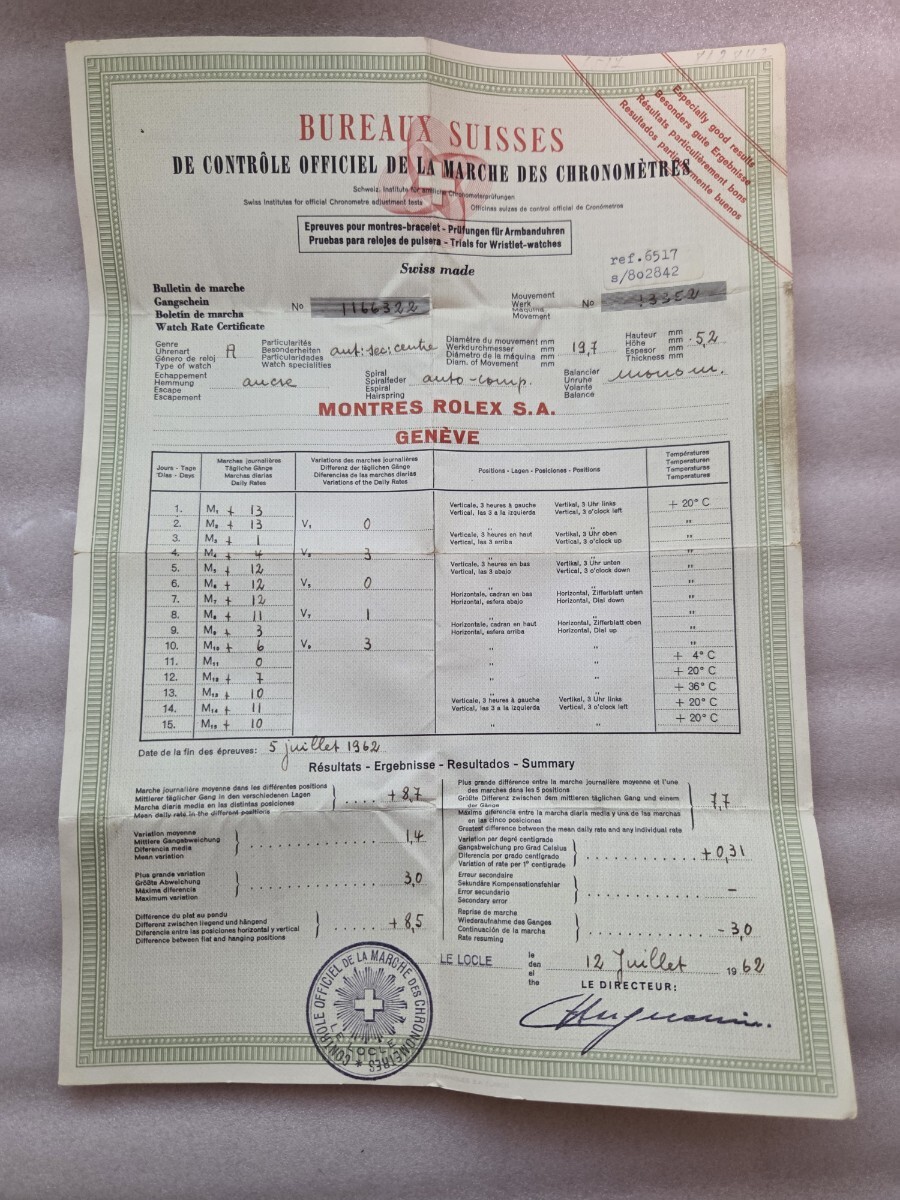 Especially good results
Besonders gute Ergebnisse
Résultats particulièrement bons
Resultados particularmente buenos
BUREAUX SUISSES
DE CONTRÔLE OFFICIEL DE LA MARCHE DES CHRONOMÈTRES
Schweiz. Institute für amtliche Chronometerprüfungen
Swiss Institutes for official Chronometre adjustment tests Officinas suizas de control oficial de Cronómetros
Epreuves pour montres-bracelet - Prüfungen für Armbanduhren
Pruebas para relojes de pulsera - Trials for Wristlet-watches
Swiss made
ref.6517
s/802842
Bulletin de marche
Gangschein
Boletin de marcha
Watch Rate Certificate
No 1166322
Mouvement
Werk
Máquina
Movement
No
Genre
Uhrenart
Género de reloj
Type of watch
A
Particularités
Besonderheiten
Particularidades
Watch specialities
aut: sec: centre
Diamètre du mouvement mm
Werkdurchmesser mm
Diámetro de la máquina mm
Diam. of Movement mm
19,7
Hauteur mm
Höhe mm
Espesor mm
Thickness mm
5,2
Echappement
Hemmung
Escape
Escapement
ancre
Spiral
Spiralfeder
Espiral
Hairspring
auto-comp.
Balancier
Unruhe
Volante
Balance
monom.
MONTRES ROLEX S.A.
GENÈVE
Jours - Tage
Días - Days
Marches journalières
Tägliche Gänge
Marchas diarias
Daily Rates
Variations des marches journalières
Differenz der täglichen Gänge
Diferencias de las marchas diarias
Variations of the Daily Rates
Positions - Lagen - Posiciones - Positions
Températures
Temperaturen
Temperaturas
Temperatures
1. M₁ + 13 Verticale, 3 heures à gauche Vertikal, 3 Uhr links + 20° C
Vertical, las 3 a la izquierda Vertical, 3 o'clock left
2. M₂ + 13 V₁ 0 " " "
3. M₃ + 1 Verticale, 3 heures en haut Vertikal, 3 Uhr oben "
Vertical, las 3 arriba Vertical, 3 o'clock up
4. M₄ + 4 V₃ 3 " " "
5. M₅ + 12 Verticale, 3 heures en bas Vertikal, 3 Uhr unten "
Vertical, las 3 abajo Vertical, 3 o'clock down
6. M₆ + 12 V₅ 0 " " "
7. M₇ + 12 Horizontale, cadran en bas Horizontal, Zifferblatt unten "
Horizontal, esfera abajo Horizontal, Dial down
8. M₈ + 11 V₇ 1 " " "
9. M₉ + 3 Horizontale, cadran en haut Horizontal, Zifferblatt oben "
Horizontal, esfera arriba Horizontal, Dial up
10. M₁₀ + 6 V₉ 3 " " "
11. M₁₁ 0 " " + 4° C
12. M₁₂ + 7 " " + 20° C
13. M₁₃ + 10 " " + 36° C
14. M₁₄ + 11 Verticale, 3 heures à gauche Vertikal, 3 Uhr links + 20° C
Vertical, las 3 a la izquierda Vertical, 3 o'clock left
15. M₁₅ + 10 " " + 20° C
Date de la fin des épreuves: 5 juillet 1962
Résultats - Ergebnisse - Resultados - Summary
Marche journalière moyenne dans les différentes positions
Mittlerer täglicher Gang in den verschiedenen Lagen
Marcha diaria media en las distintas posiciones
Mean daily rate in the different positions
+ 8,7
Variation moyenne
Mittlere Gangsabweichung
Diferencia media
Mean variation
1,4
Plus grande variation
Größte Abweichung
Máxima diferencia
Maximum variation
3,0
Différence du plat au pendu
Differenz zwischen liegend und hängend
Diferencia entre las posiciones horizontal y vertical
Difference between flat and hanging positions
+ 8,5
Plus grande différence entre la marche journalière moyenne et l'une
des marches dans les 5 positions
Größte Differenz zwischen dem mittleren täglichen Gang und einem
der Gänge
Máxima diferencia entre la marcha diaria media y una de las marchas
en las cinco posiciones
Greatest difference between the mean daily rate and any individual rate
7,7
Variation par degré centigrade
Gangabweichung pro Grad Celsius
Diferencia por grado centigrado
Variation of rate per 1° centigrade
+ 0,31
Erreur secondaire
Sekundäre Kompensationsfehler
Error secundario
Secondary error
–
Reprise de marche
Wiederaufnahme des Ganges
Continuación de la marcha
Rate resuming
- 3,0
LE LOCLE
le
den
el
the
12 Juillet 1962
LE DIRECTEUR:
CONTRÔLE OFFICIEL DE LA MARCHE DES CHRONOMÈTRES
LE LOCLE